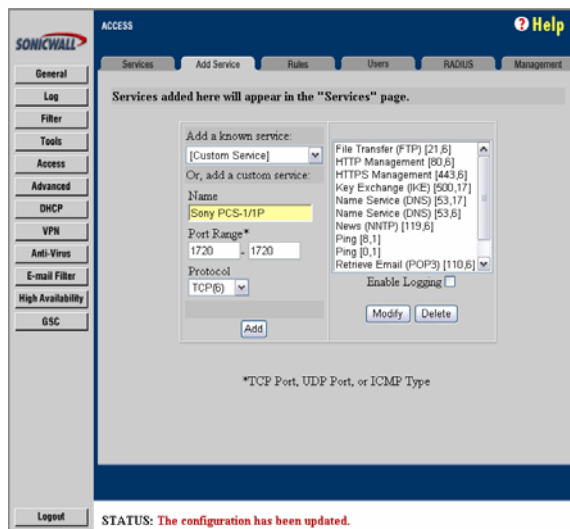 ACCESS
? Help
SONICWALL
Services
Add Service
Rules
Users
RADIUS
Management
General
Log
Filter
Tools
Access
Advanced
DHCP
VPN
Anti-Virus
E-mail Filter
High Availability
GSC
Logout
Services added here will appear in the "Services" page.
Add a known service:
[Custom Service]
Or, add a custom service:
Name
Sony PCS-1/1P
Port Range*
1720 - 1720
Protocol
TCP(6)
Add
File Transfer (FTP) [21,6]
HTTP Management [80,6]
HTTPS Management [443,6]
Key Exchange (IKE) [500,17]
Name Service (DNS) [53,17]
Name Service (DNS) [53,6]
News (NNTP) [119,6]
Ping [8,1]
Ping [0,1]
Retrieve Email (POP3) [110,6]
Enable Logging
Modify
Delete
*TCP Port, UDP Port, or ICMP Type
STATUS: The configuration has been updated.